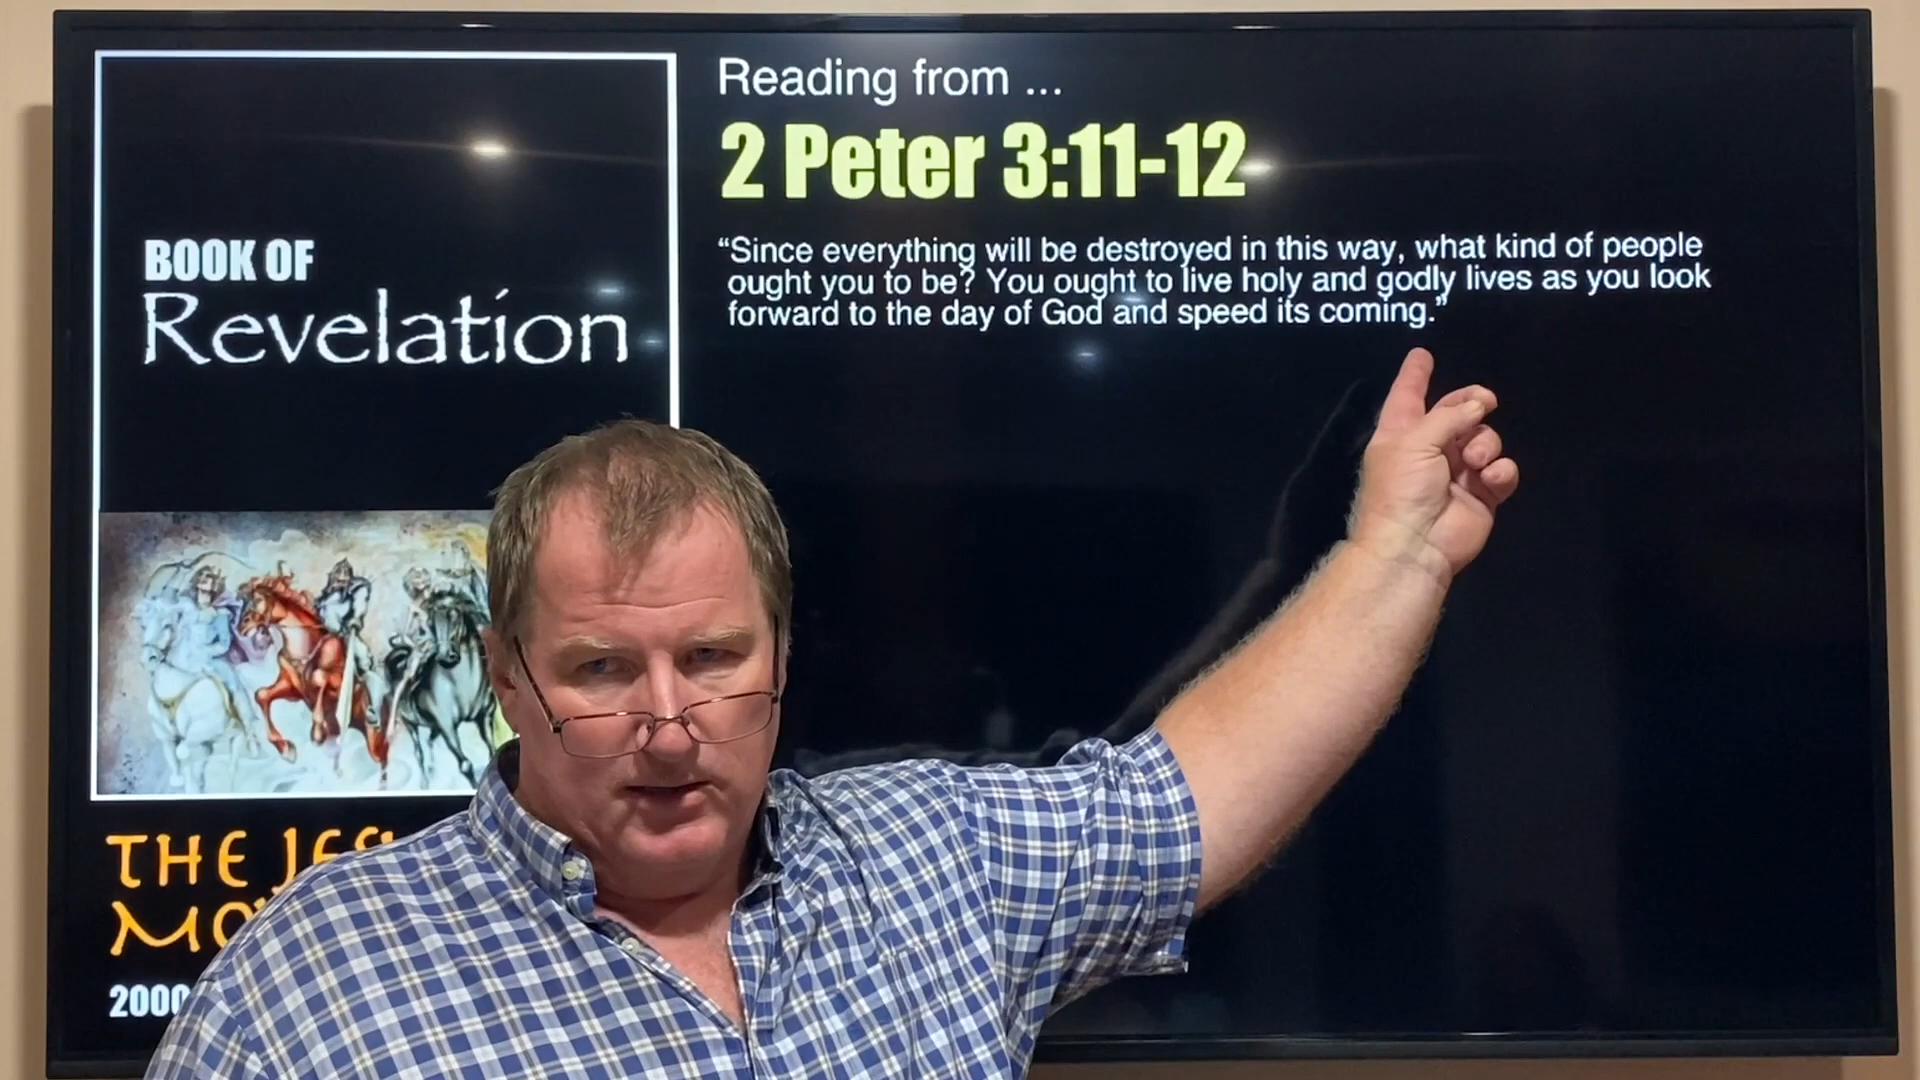 Reading from ...
2 Peter 3:11-12
“Since everything will be destroyed in this way, what kind of people
ought you to be? You ought to live holy and godly lives as you look
forward to the day of God and speed its coming.”
BOOK OF
Revelation
THE
2000